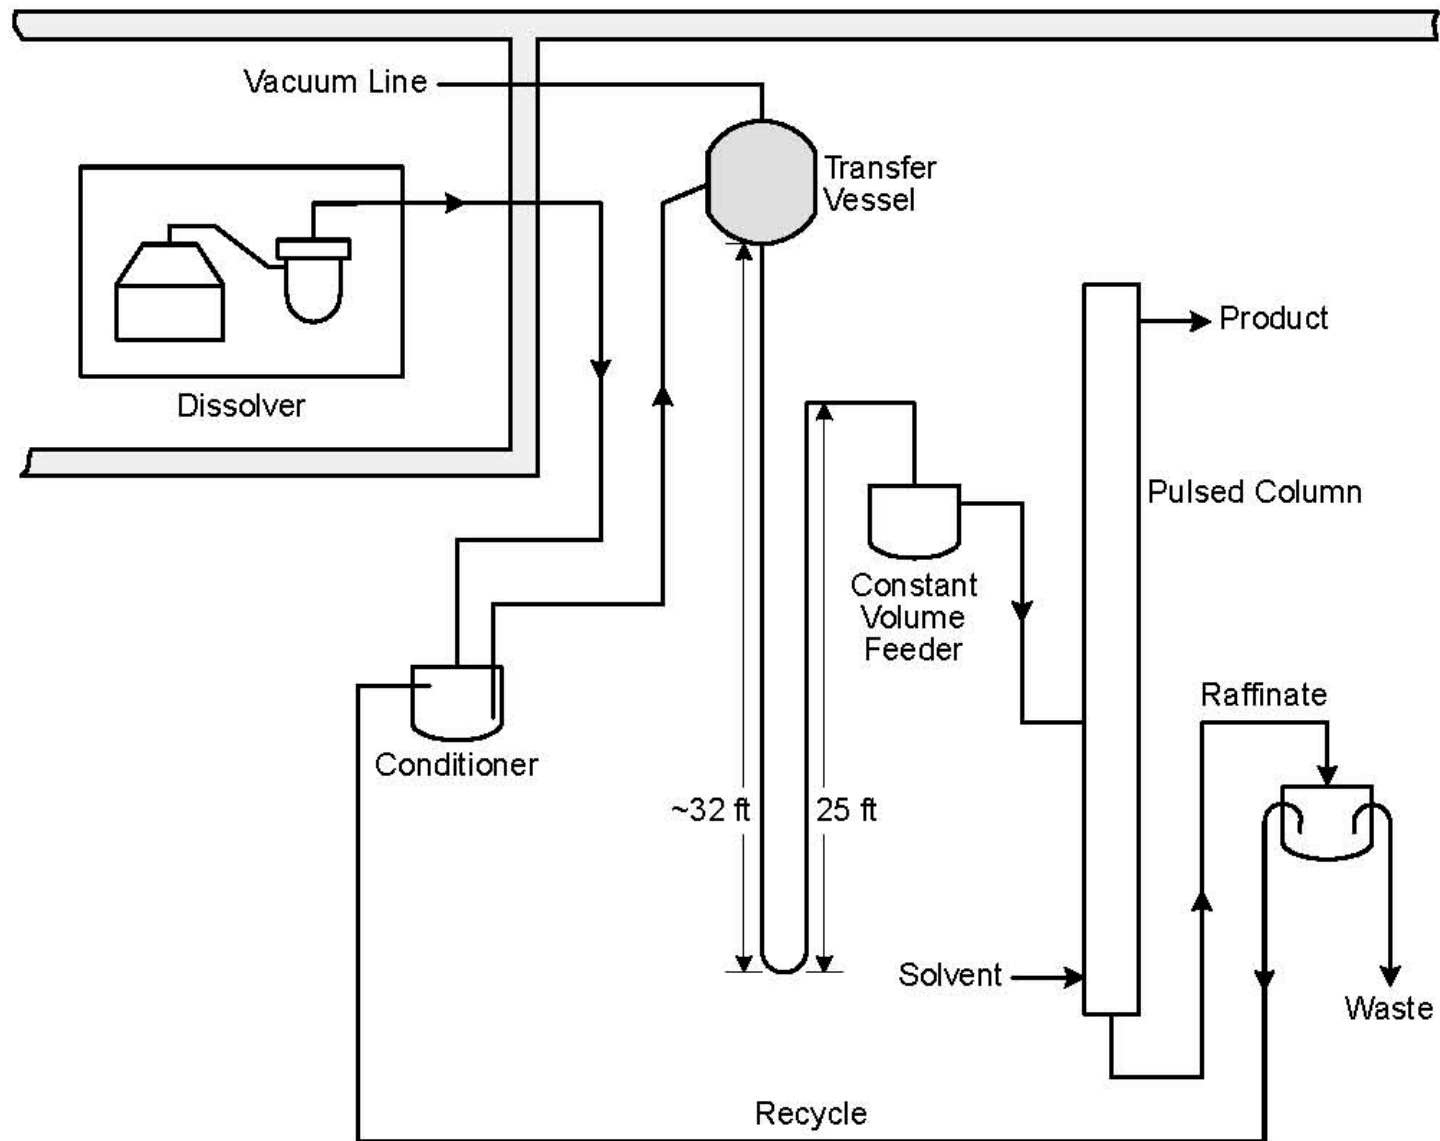 Vacuum Line
Transfer
Vessel
Product
Dissolver
Pulsed Column
Constant
Volume
Feeder
Raffinate
Conditioner
~32 ft
25 ft
Solvent
Waste
Recycle